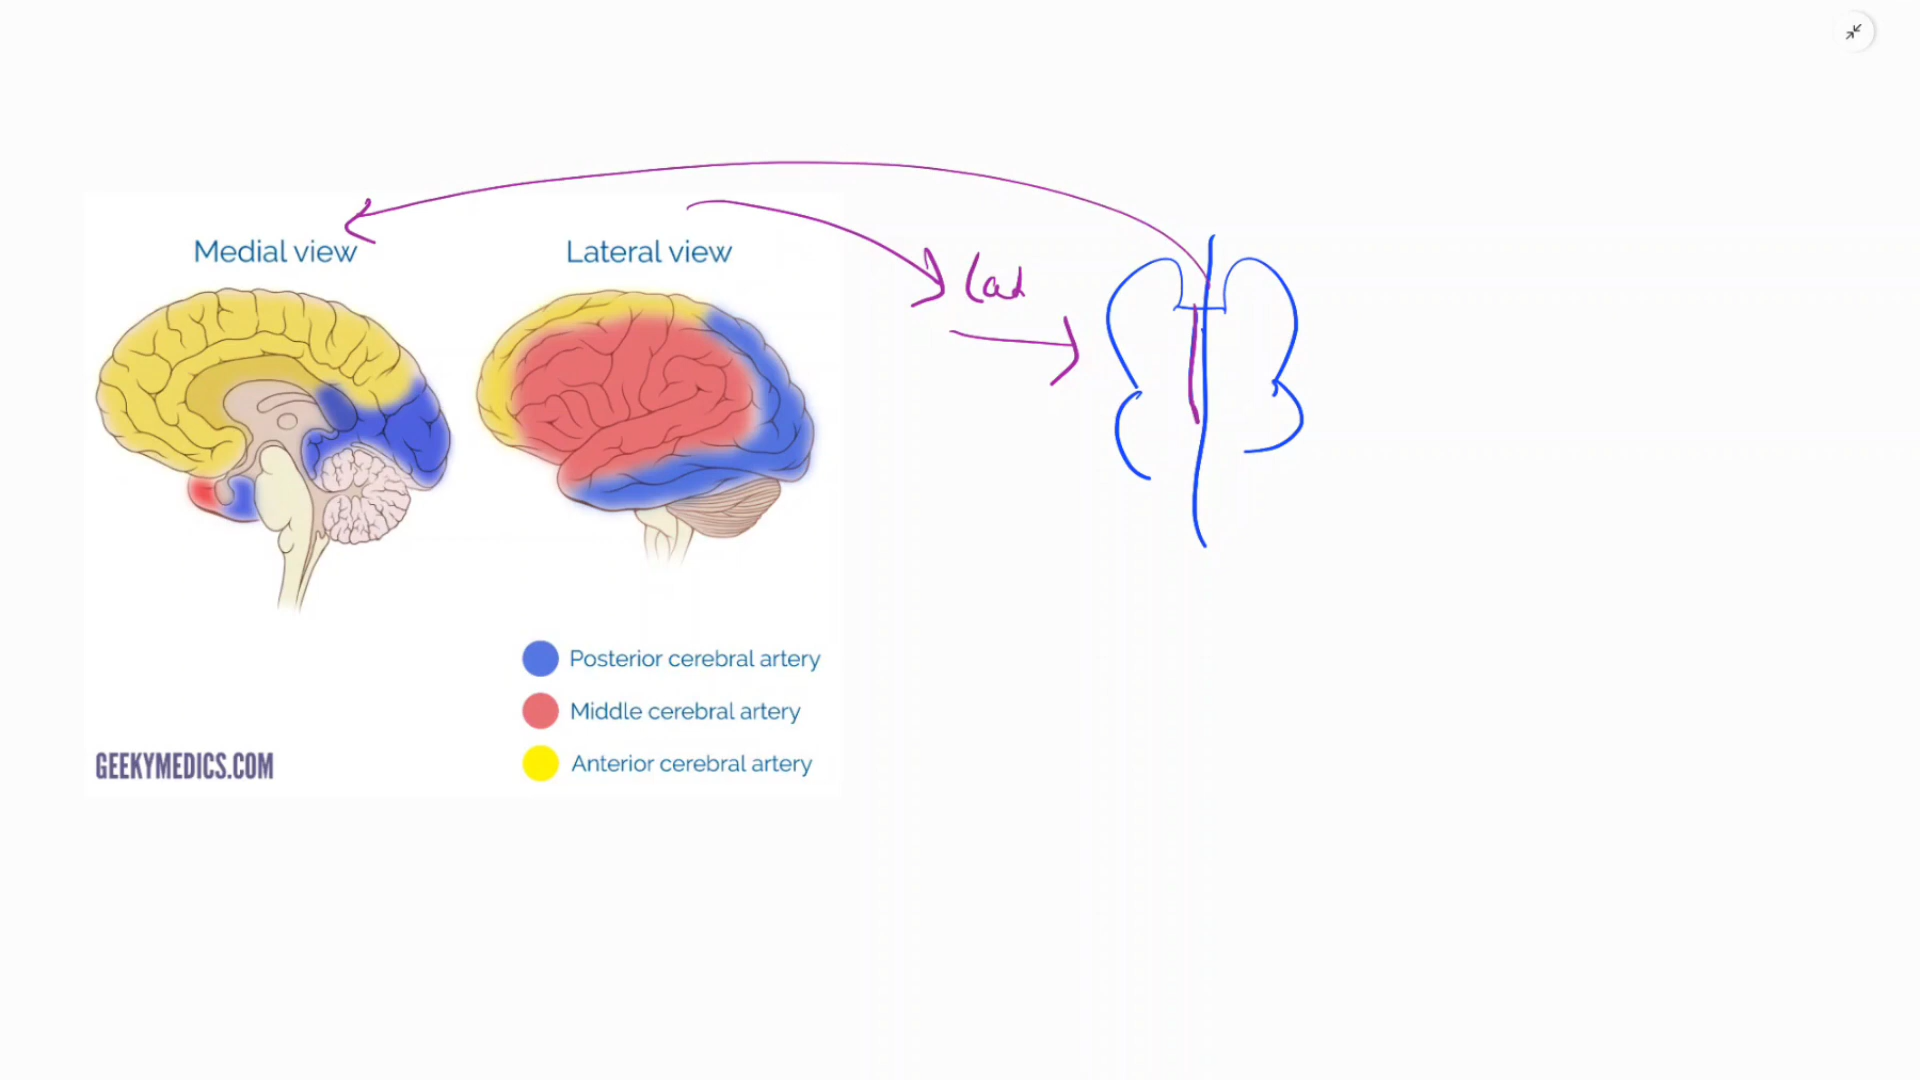 Medial view
Lateral view
Lat
Posterior cerebral artery
Middle cerebral artery
Anterior cerebral artery
GEEKYMEDICS.COM